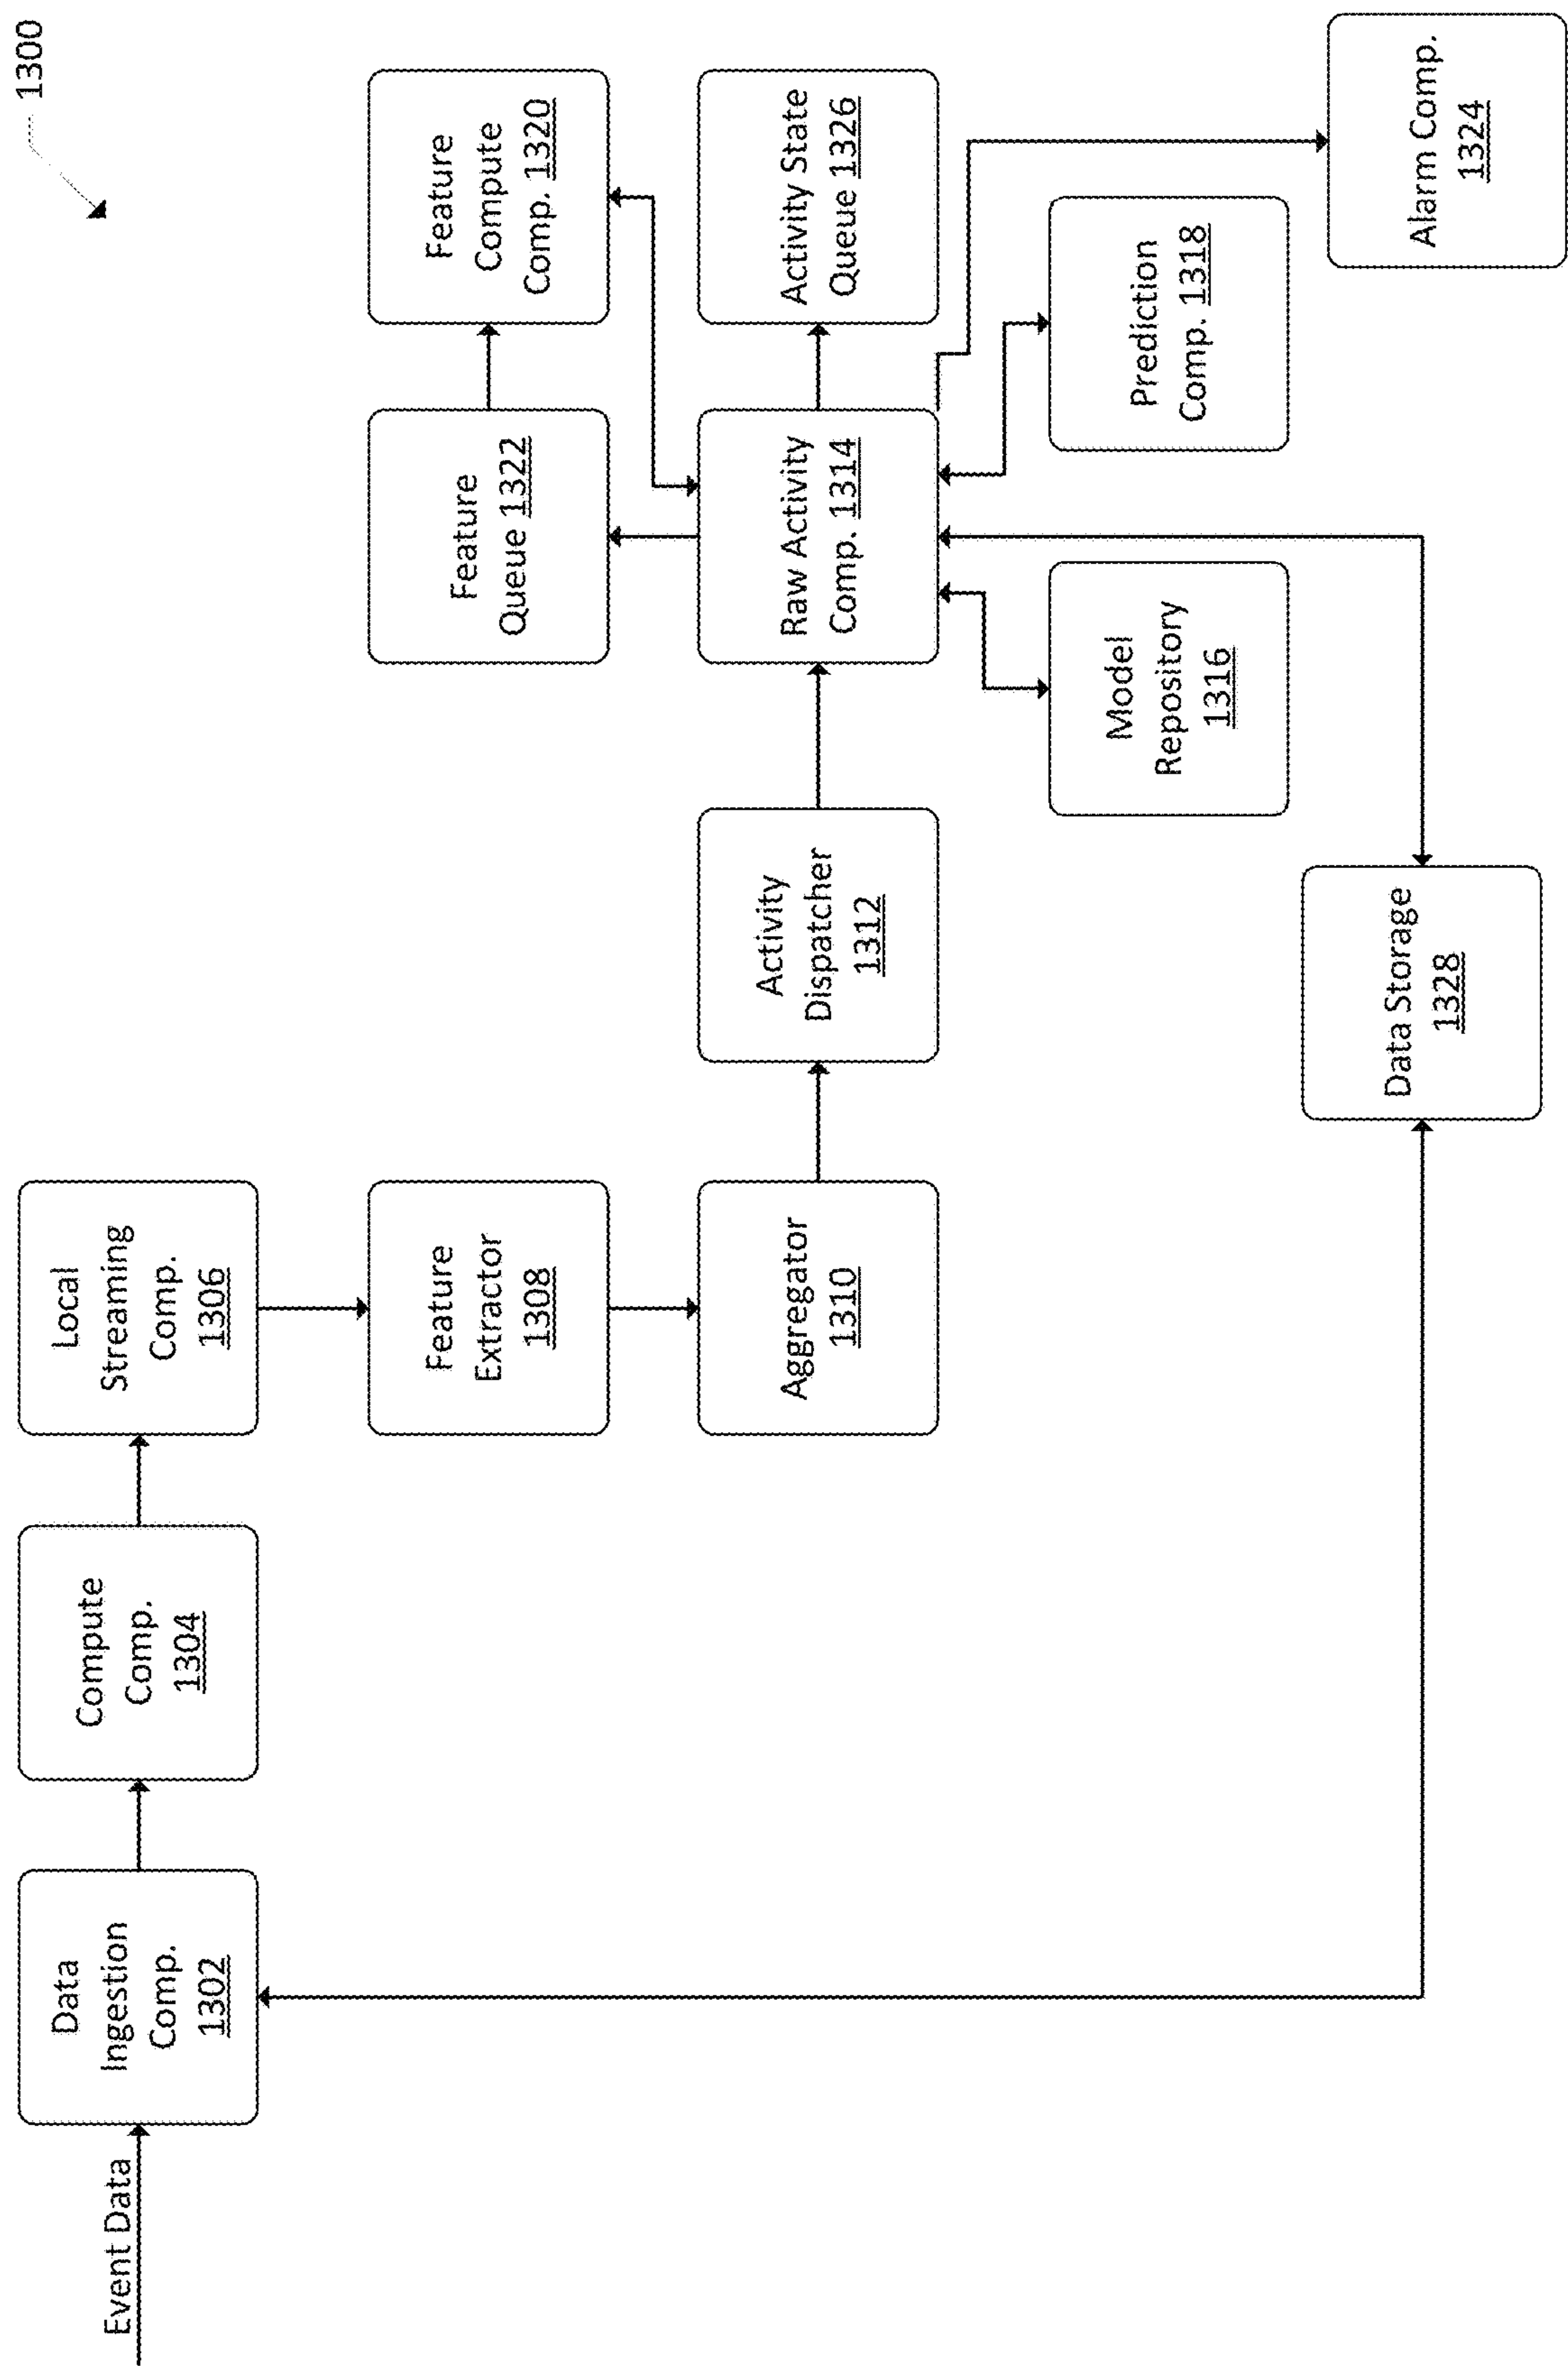 1300
Event Data
Data
Ingestion
Comp.
1302
Compute
Comp.
1304
Local
Streaming
Comp.
1306
Feature
Extractor
1308
Aggregator
1310
Activity
Dispatcher
1312
Feature
Queue 1322
Feature
Compute
Comp. 1320
Raw Activity
Comp. 1314
Activity State
Queue 1326
Model
Repository
1316
Prediction
Comp. 1318
Data Storage
1328
Alarm Comp.
1324